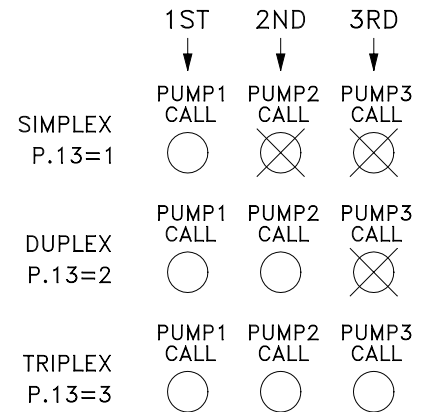 1ST 2ND 3RD
PUMP1 PUMP2 PUMP3
CALL CALL CALL
SIMPLEX
P.13=1
PUMP1 PUMP2 PUMP3
CALL CALL CALL
DUPLEX
P.13=2
PUMP1 PUMP2 PUMP3
CALL CALL CALL
TRIPLEX
P.13=3